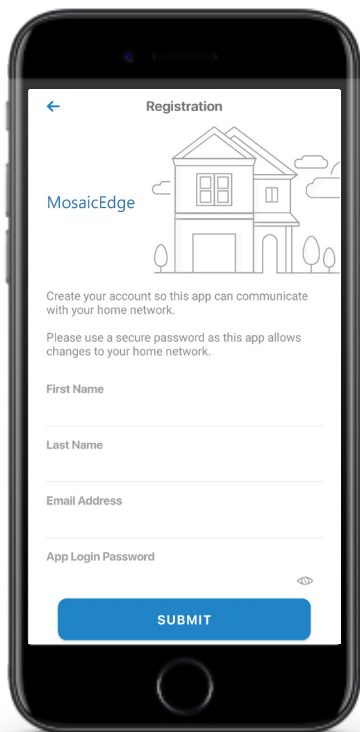 Registration
MosaicEdge
Create your account so this app can communicate
with your home network.
Please use a secure password as this app allows
changes to your home network.
First Name
Last Name
Email Address
App Login Password
SUBMIT